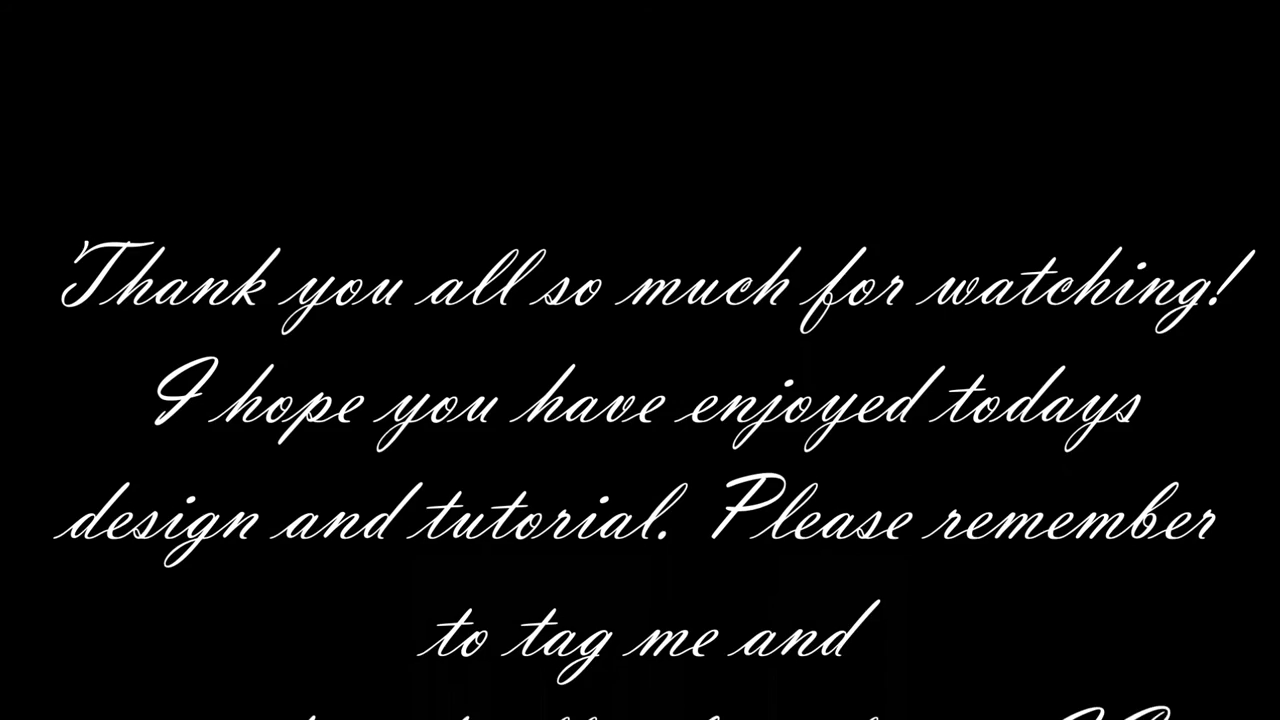 Thank you all so much for watching!
I hope you have enjoyed todays
design and tutorial. Please remember
to tag me and